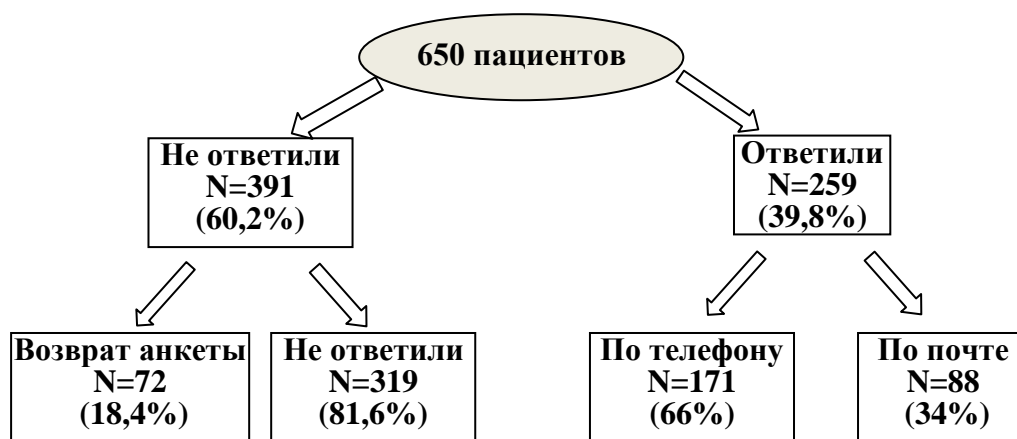 650 пациентов
Не ответили
N=391
(60,2%)
Ответили
N=259
(39,8%)
Возврат анкеты
N=72
(18,4%)
Не ответили
N=319
(81,6%)
По телефону
N=171
(66%)
По почте
N=88
(34%)